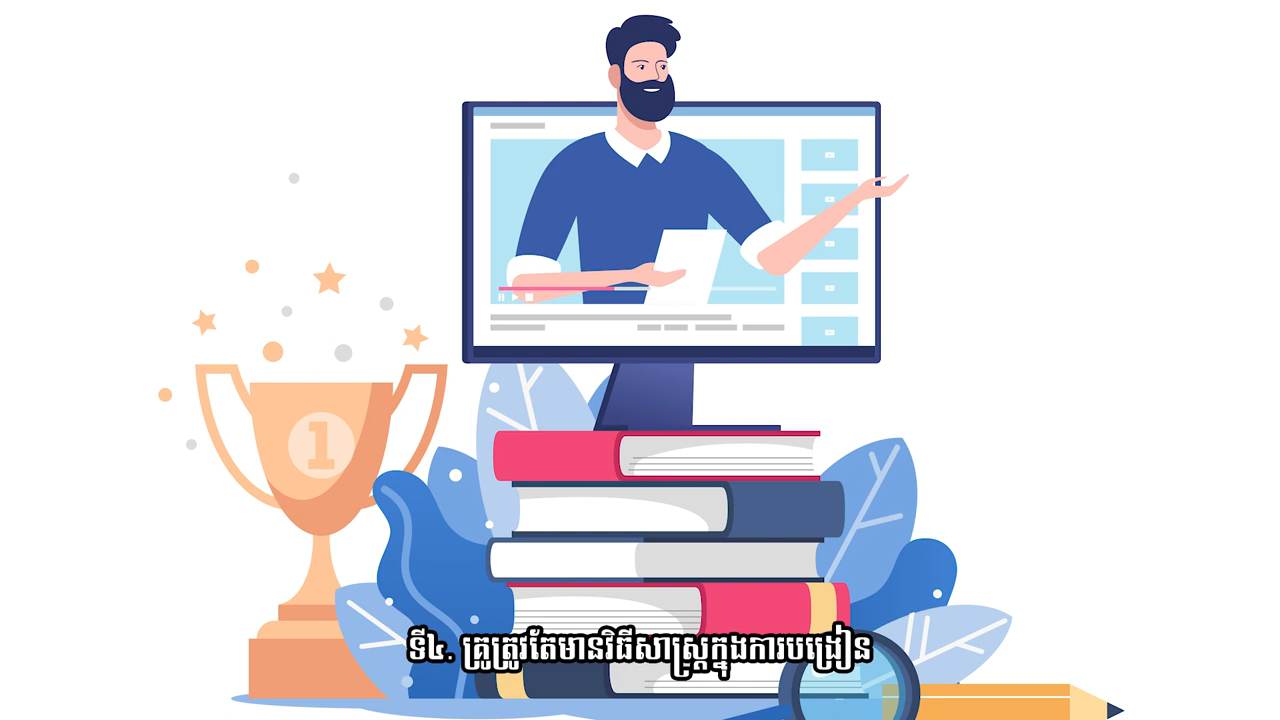 1
ទី៤. គ្រូត្រូវតែមានវិធីសាស្ត្រក្នុងការបង្រៀន